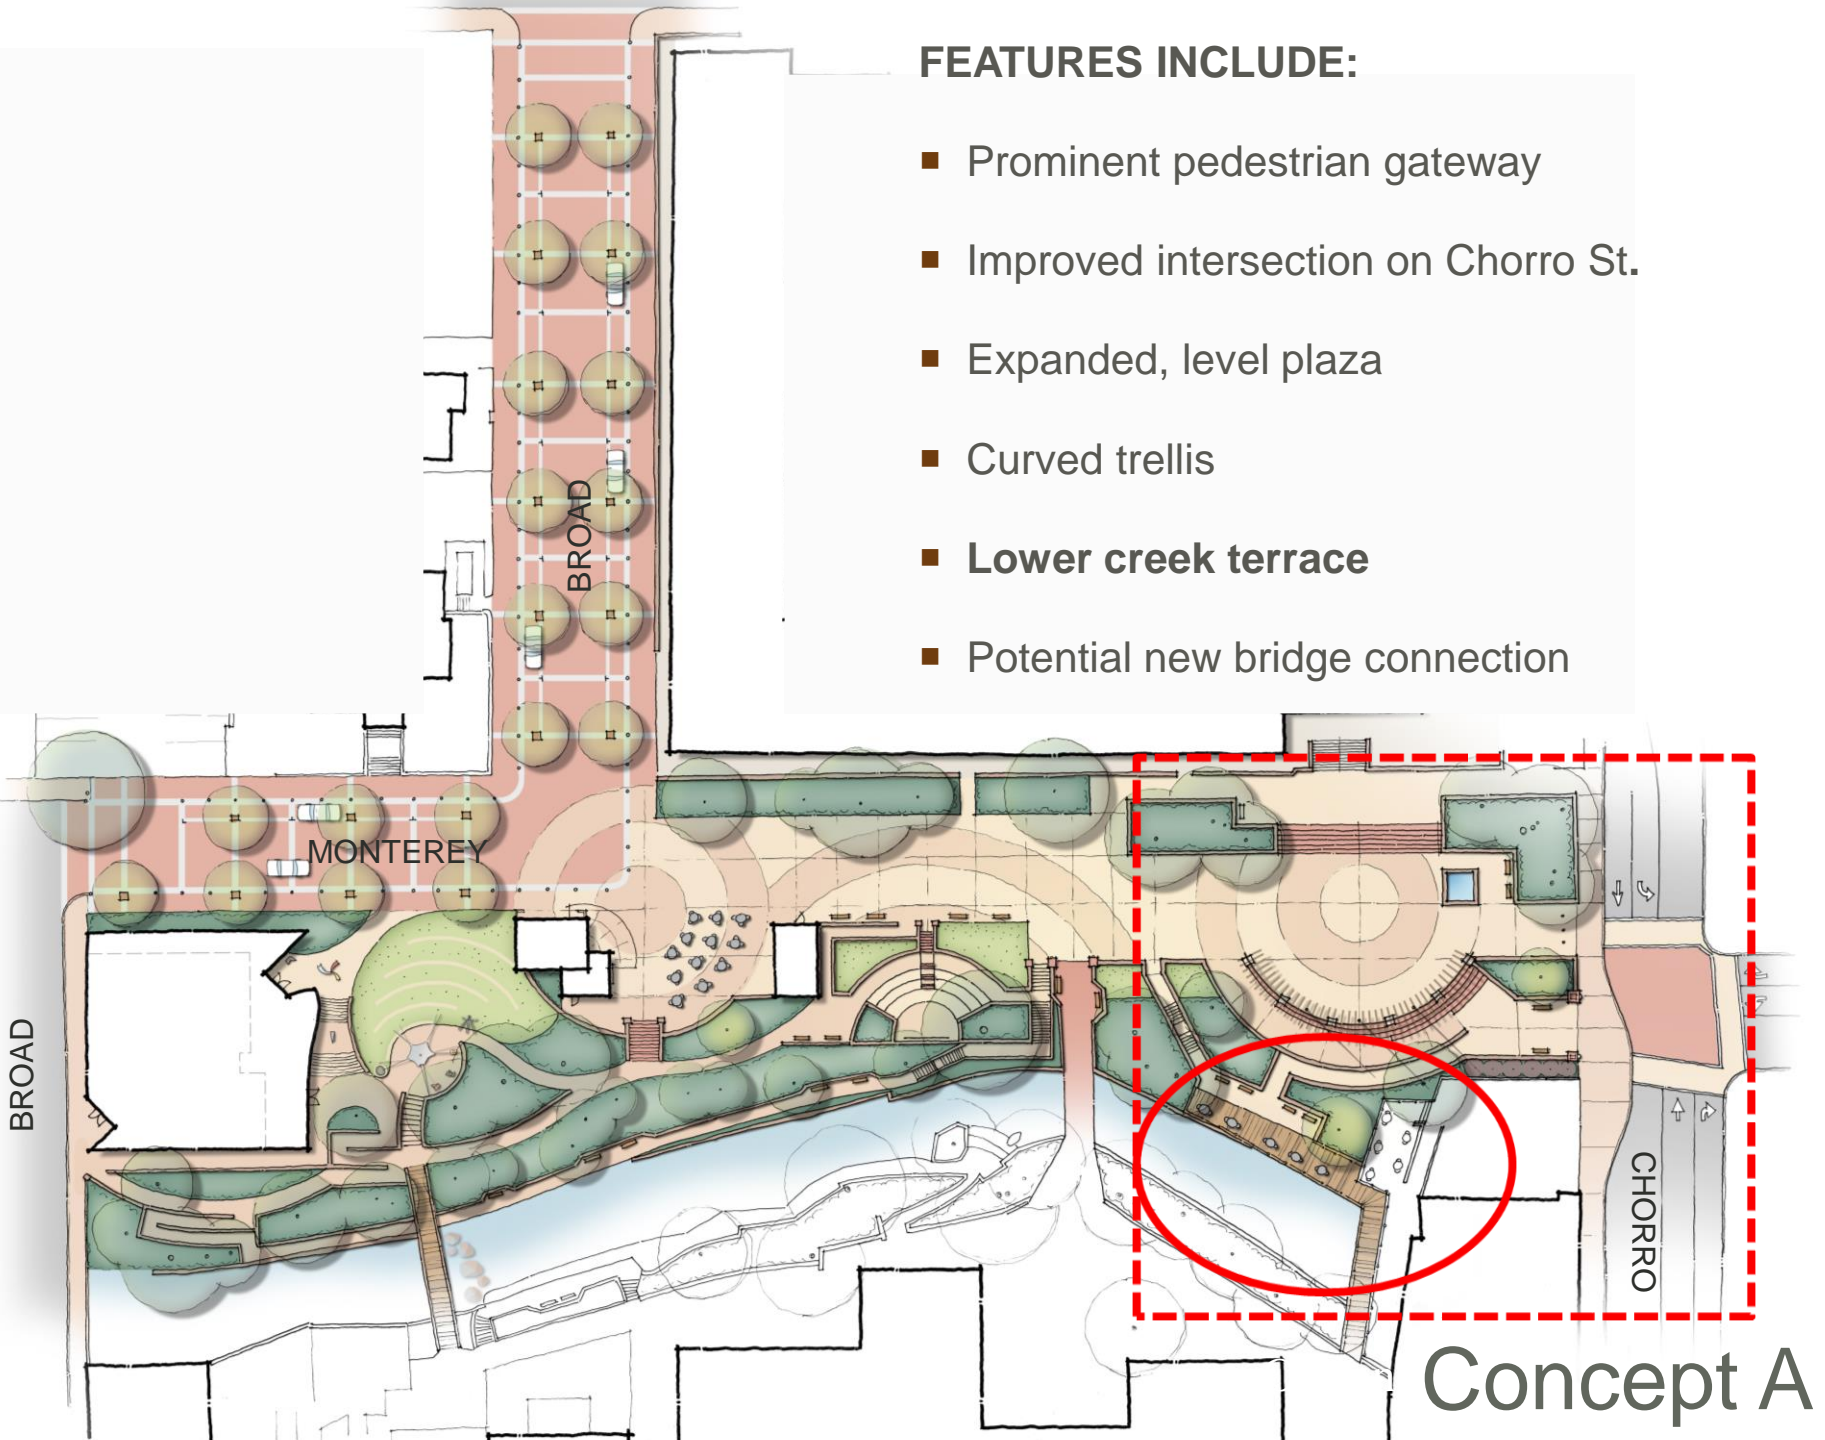 FEATURES INCLUDE:
Prominent pedestrian gateway
Improved intersection on Chorro St.
Expanded, level plaza
Curved trellis
Lower creek terrace
Potential new bridge connection
BROAD
MONTEREY
BROAD
CHORRO
Concept A